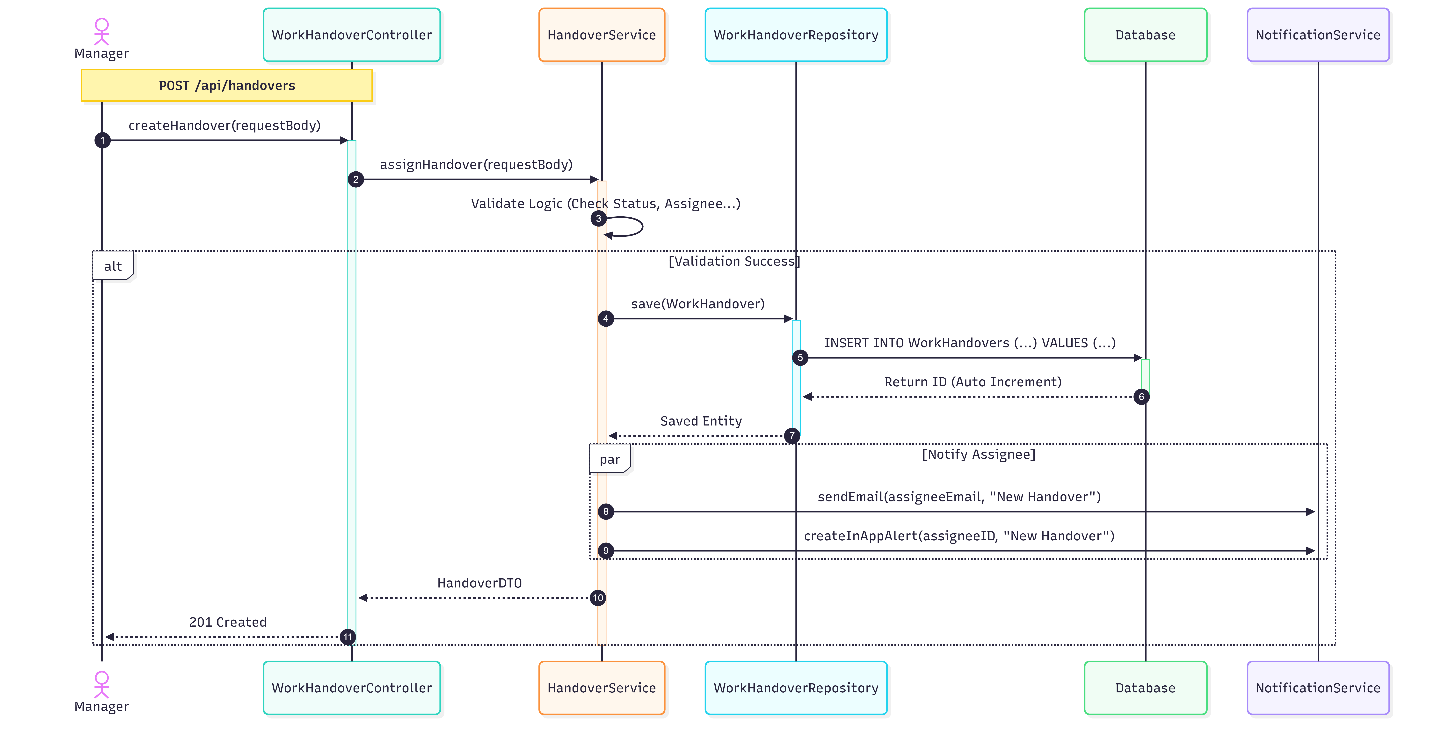 WorkHandoverController
HandoverService
WorkHandoverRepository
Database
NotificationService
Manager
POST /api/handovers
createHandover(requestBody)
1
assignHandover(requestBody)
2
Validate Logic (Check Status, Assignee...)
3
alt
[Validation Success]
save(WorkHandover)
4
INSERT INTO WorkHandovers (...) VALUES (...)
5
Return ID (Auto Increment)
6
Saved Entity
7
par
[Notify Assignee]
sendEmail(assigneeEmail, "New Handover")
8
createInAppAlert(assigneeID, "New Handover")
9
HandoverDTO
10
201 Created
11
WorkHandoverController
HandoverService
WorkHandoverRepository
Database
NotificationService
Manager